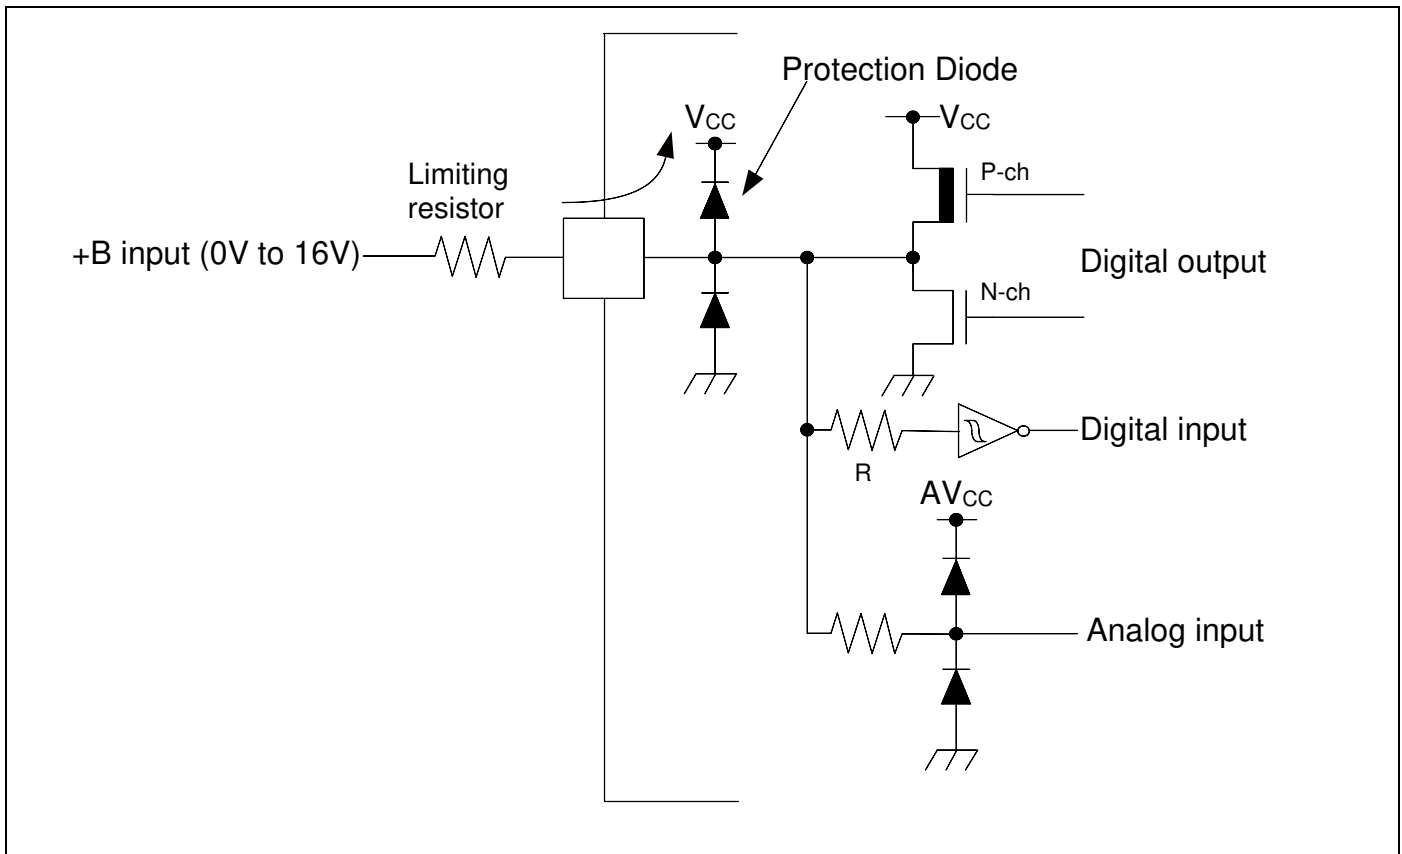 Protection Diode
VCC
VCC
Limiting
resistor
P-ch
+B input (0V to 16V)
Digital output
N-ch
Digital input
R
AVCC
Analog input